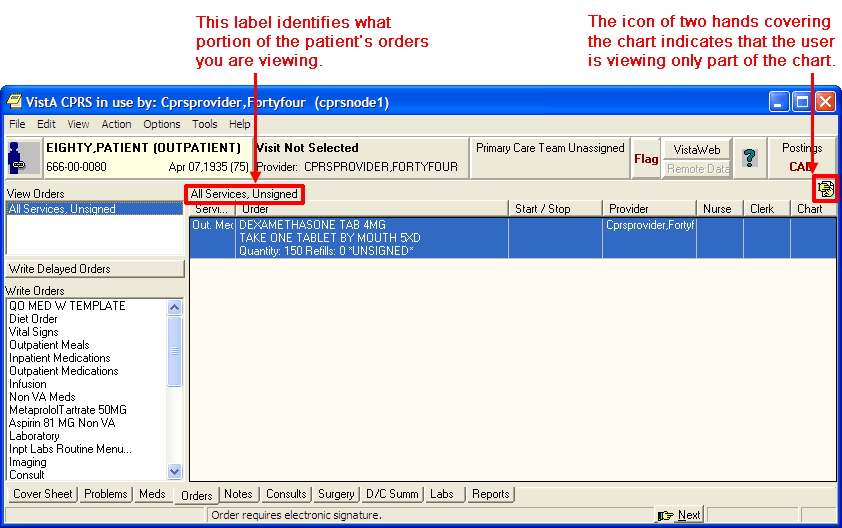 This label identifies what
portion of the patient's orders
you are viewing.
The icon of two hands covering
the chart indicates that the user
is viewing only part of the chart.
VistA CPRS in use by: Cprsprovider,Fortyfour (cprsnode1)
File Edit View Action Options Tools Help
EIGHTY,PATIENT (OUTPATIENT)
666-00-0080 Apr 07,1935 (75)
Visit Not Selected
Provider: CPRSPROVIDER,FORTYFOUR
Primary Care Team Unassigned
Flag
VistaWeb
Remote Data
?
Postings
View Orders
All Services, Unsigned
Write Delayed Orders
Write Orders
QO MED W TEMPLATE
Diet Order
Vital Signs
Outpatient Meals
Inpatient Medications
Outpatient Medications
Infusion
Non VA Meds
MetaprololTartrate 50MG
Aspirin 81 MG Non VA
Laboratory
Inpt Labs Routine Menu...
Imaging
Consult
All Services, Unsigned
Servi... Order Start / Stop Provider Nurse Clerk Chart
Out. Med DEXAMETHASONE TAB 4MG Cprsprovider,Fortyf
TAKE ONE TABLET BY MOUTH 5XD
Quantity: 150 Refills: 0 *UNSIGNED*
Cover Sheet Problems Meds Orders Notes Consults Surgery D/C Summ Labs Reports
Order requires electronic signature.
Next